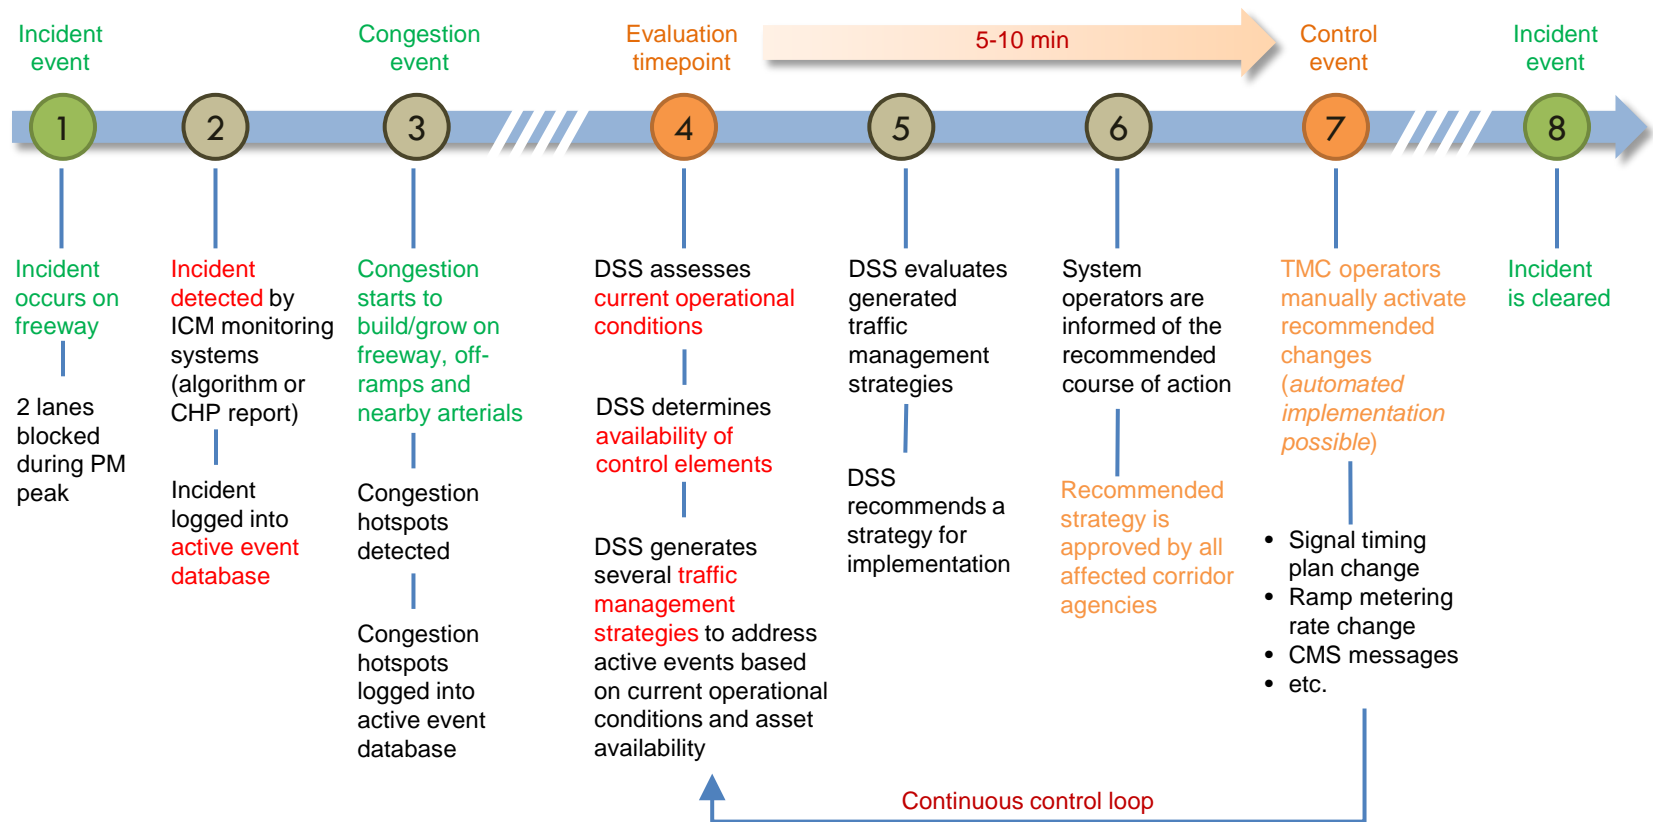 Incident
event
Congestion
event
Evaluation
timepoint
5-10 min
Control
event
Incident
event
1
2
3
4
5
6
7
8
Incident
occurs on
freeway
2 lanes
blocked
during PM
peak
Incident
detected by
ICM monitoring
systems
(algorithm or
CHP report)
Incident
logged into
active event
database
Congestion
starts to
build/grow on
freeway, off-
ramps and
nearby arterials
Congestion
hotspots
detected
Congestion
hotspots
logged into
active event
database
DSS assesses
current operational
conditions
DSS determines
availability of
control elements
DSS generates
several traffic
management
strategies to address
active events based
on current operational
conditions and asset
availability
DSS evaluates
generated
traffic
management
strategies
DSS
recommends a
strategy for
implementation
System
operators are
informed of the
recommended
course of action
Recommended
strategy is
approved by all
affected corridor
agencies
TMC operators
manually activate
recommended
changes
(automated
implementation
possible)
• Signal timing
plan change
• Ramp metering
rate change
• CMS messages
• etc.
Incident
is cleared
Continuous control loop